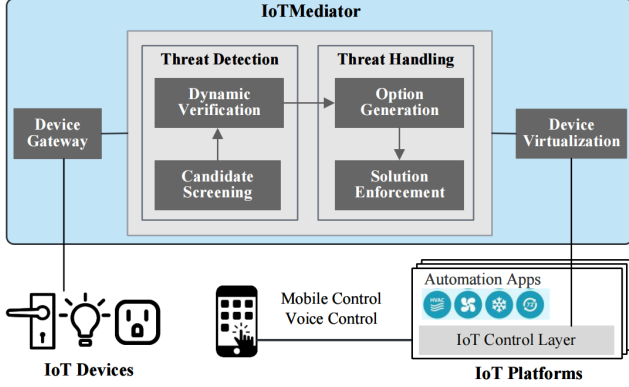 IoTMediator
Threat Detection
Threat Handling
Dynamic
Verification
Option
Generation
Device
Gateway
Device
Virtualization
Candidate
Screening
Solution
Enforcement
Automation Apps
HVAC
Mobile Control
Voice Control
IoT Control Layer
IoT Devices
IoT Platforms